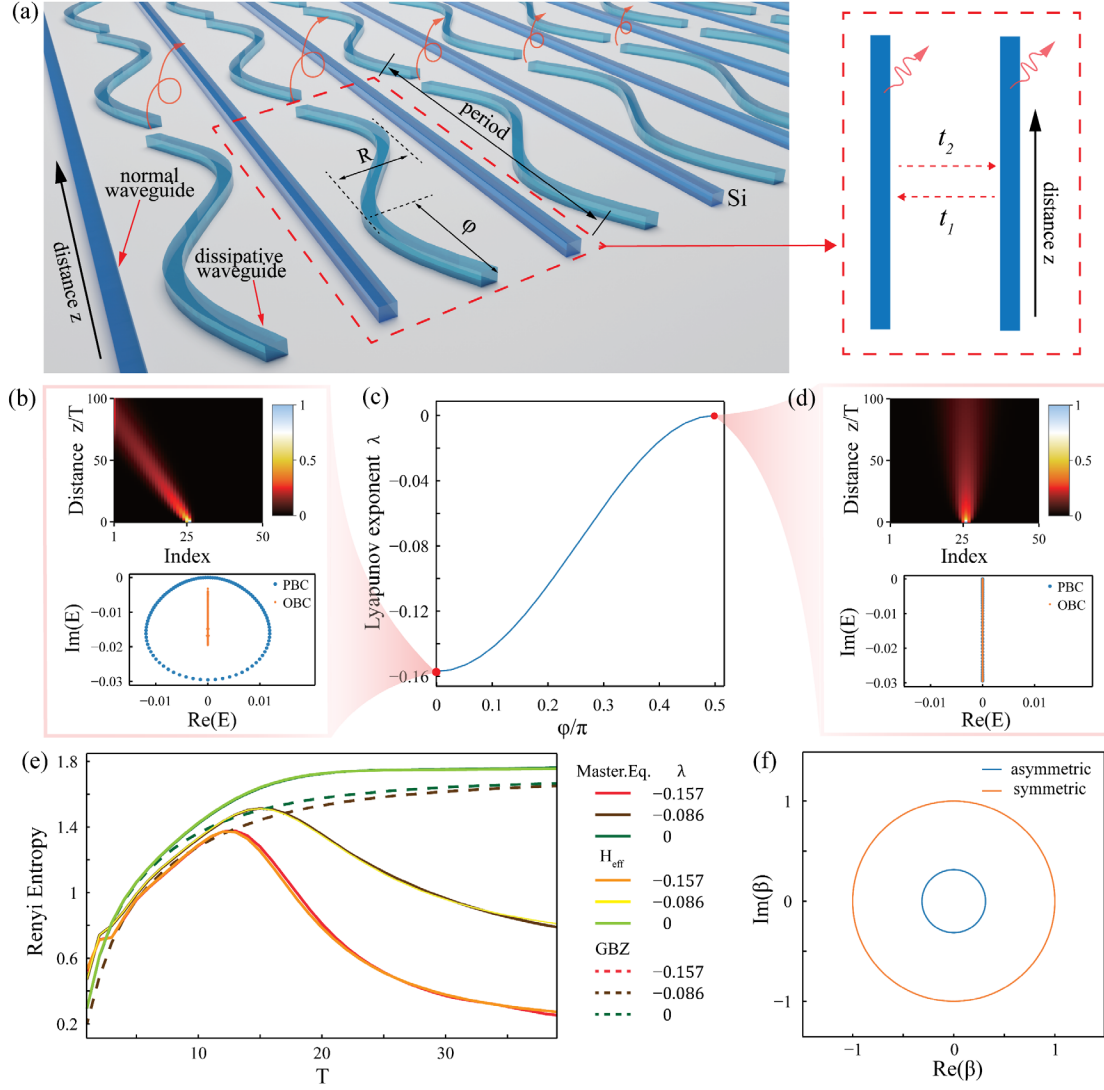 (a)
period
R
φ
Si
normal
waveguide
dissipative
waveguide
distance z
t2
t1
distance z
(b)
Distance z/T
100
50
0
1
25
50
Index
1
0.5
0
Im(E)
0
−0.01
−0.02
−0.03
PBC
OBC
−0.01
0
0.01
Re(E)
(c)
Lyapunov exponent λ
0
−0.04
−0.08
−0.12
−0.16
0
0.1
0.2
0.3
0.4
0.5
φ/π
(d)
Distance z/T
100
50
0
1
25
50
Index
1
0.5
0
Im(E)
0
−0.01
−0.02
−0.03
PBC
OBC
−0.01
0
0.01
Re(E)
(e)
Renyi Entropy
1.8
1.4
1
0.6
0.2
10
20
30
T
Master.Eq. λ
−0.157
−0.086
0
Heff
−0.157
−0.086
0
GBZ
−0.157
−0.086
0
(f)
asymmetric
symmetric
Im(β)
1
0
−1
−1
0
1
Re(β)